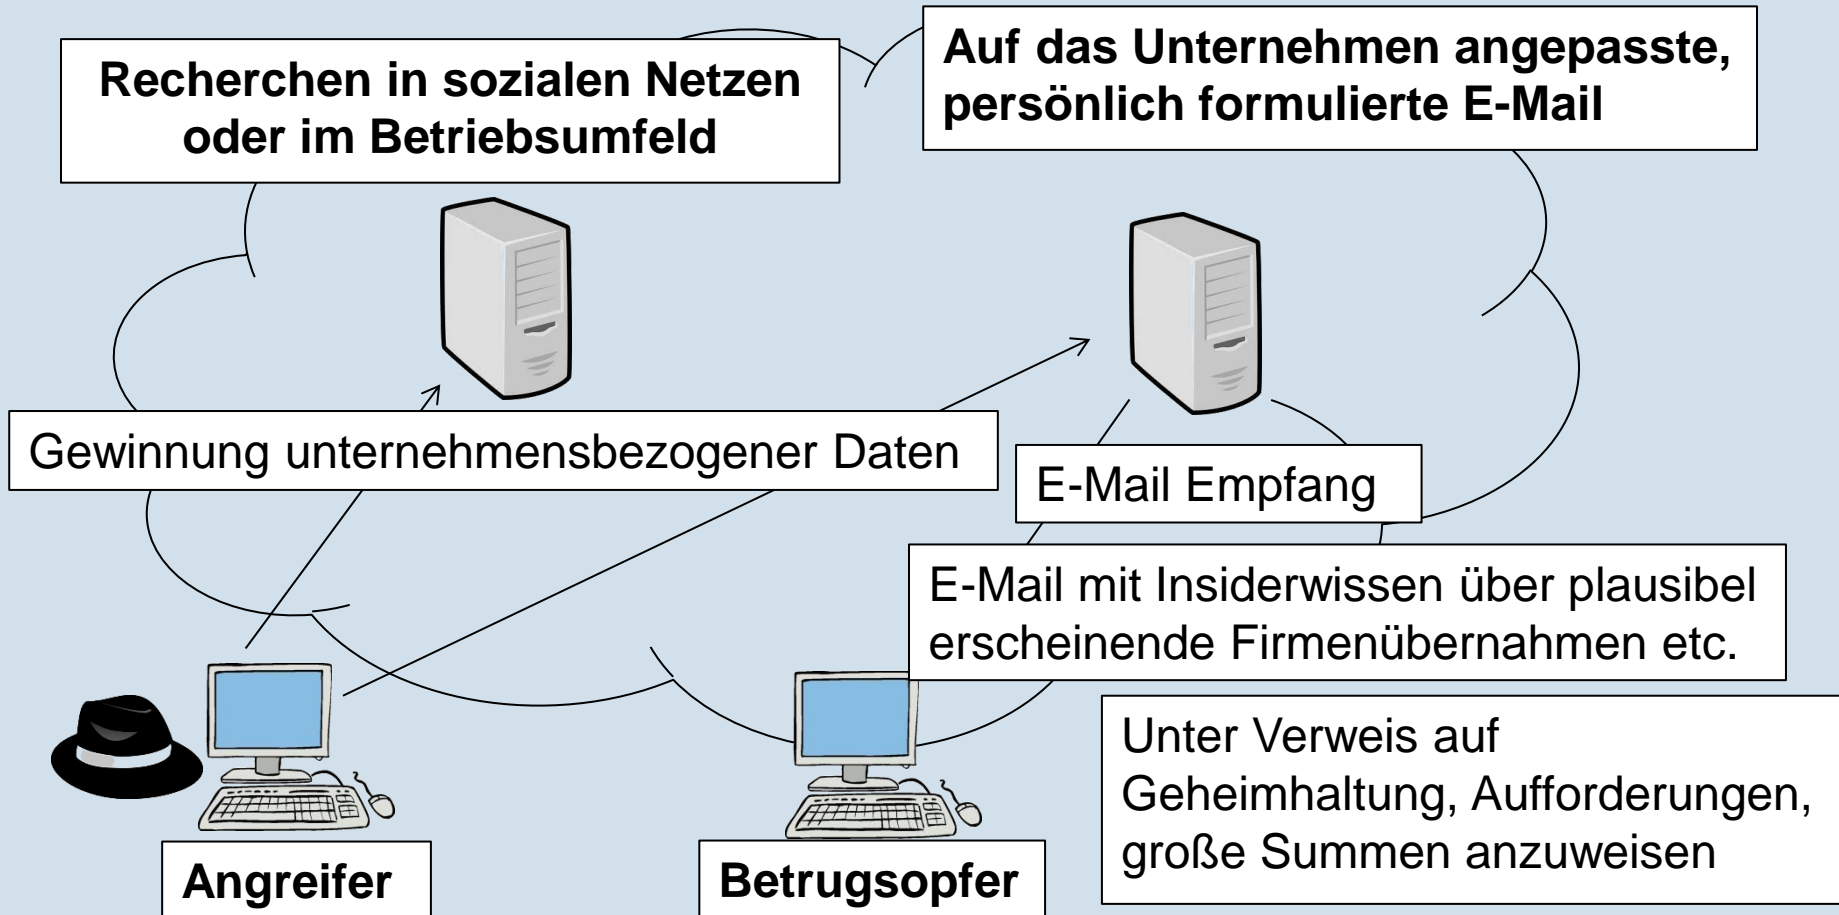 Recherchen in sozialen Netzen
oder im Betriebsumfeld
Auf das Unternehmen angepasste,
persönlich formulierte E-Mail
Gewinnung unternehmensbezogener Daten
E-Mail Empfang
E-Mail mit Insiderwissen über plausibel
erscheinende Firmenübernahmen etc.
Unter Verweis auf
Geheimhaltung, Aufforderungen,
große Summen anzuweisen
Angreifer
Betrugsopfer